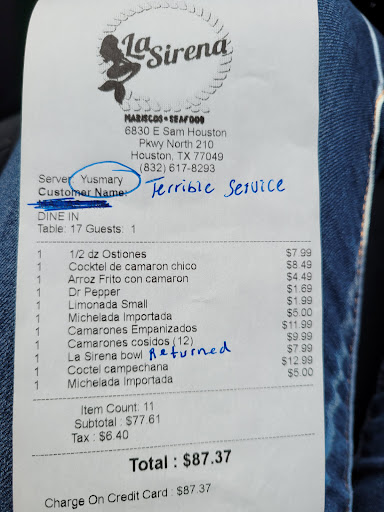 La
Sirena
MARISCOS • SEAFOOD
6830 E Sam Houston
Pkwy North 210
Houston, TX 77049
(832) 617-8293
Server: Yusmary
Customer Name: Terrible Service
DINE IN
Table: 17 Guests: 1
1 1/2 dz Ostiones $7.99
1 Cocktel de camaron chico $8.49
1 Arroz Frito con camaron $4.49
1 Dr Pepper $1.69
1 Limonada Small $1.99
1 Michelada Importada $5.00
1 Camarones Empanizados $11.99
1 Camarones cosidos (12) $9.99
1 La Sirena bowl Returned $7.99
1 Coctel campechana $12.99
1 Michelada Importada $5.00
Item Count: 11
Subtotal : $77.61
Tax : $6.40
Total : $87.37
Charge On Credit Card : $87.37